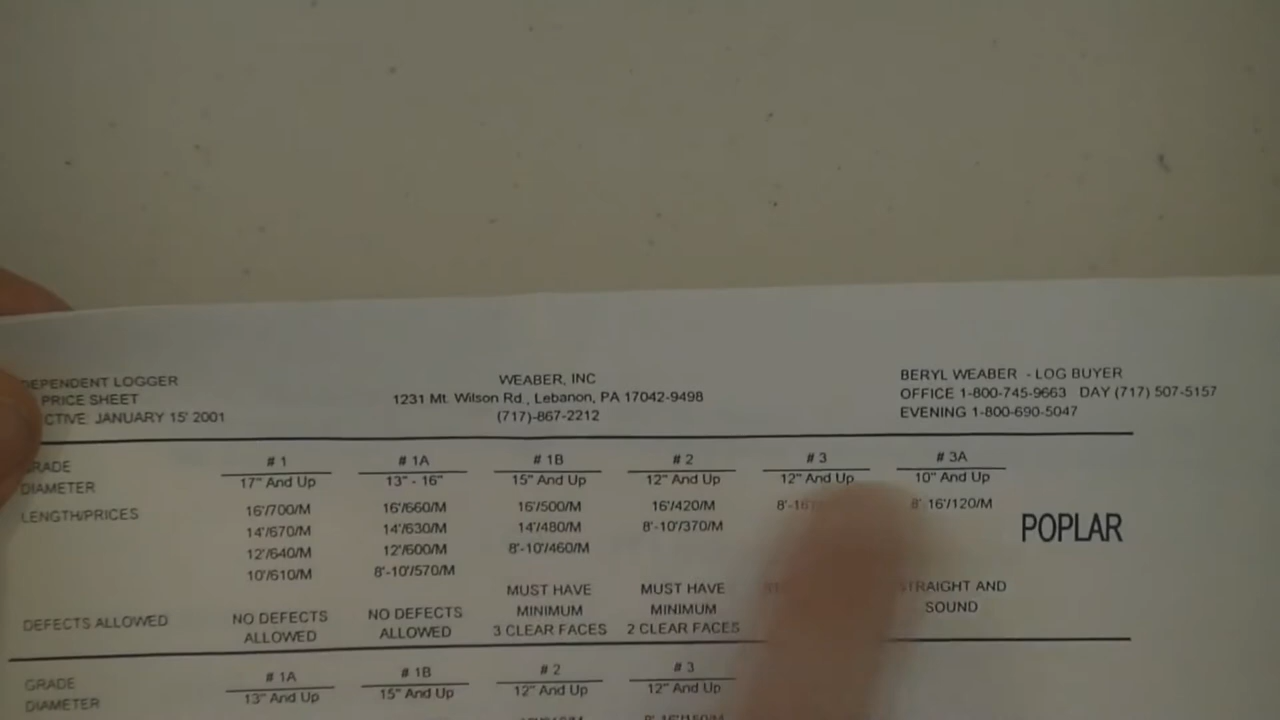 DEPENDENT LOGGER
PRICE SHEET
CTIVE: JANUARY 15' 2001
WEABER, INC
1231 Mt. Wilson Rd., Lebanon, PA 17042-9498
(717)-867-2212
BERYL WEABER - LOG BUYER
OFFICE 1-800-745-9663 DAY (717) 507-5157
EVENING 1-800-690-5047
GRADE # 1 # 1A # 1B # 2 # 3 # 3A
DIAMETER 17" And Up 13" - 16" 15" And Up 12" And Up 12" And Up 10" And Up
LENGTH/PRICES 16'/700/M 16'/660/M 16'/500/M 16'/420/M 8'-16'/120/M
14'/670/M 14'/630/M 14'/480/M 8'-10'/370/M
12'/640/M 12'/600/M 8'-10'/460/M
10'/610/M 8'-10'/570/M
POPLAR
DEFECTS ALLOWED NO DEFECTS NO DEFECTS MUST HAVE MUST HAVE STRAIGHT AND
ALLOWED ALLOWED MINIMUM MINIMUM SOUND
3 CLEAR FACES 2 CLEAR FACES
GRADE # 1A # 1B # 2 # 3
DIAMETER 13" And Up 15" And Up 12" And Up 12" And Up